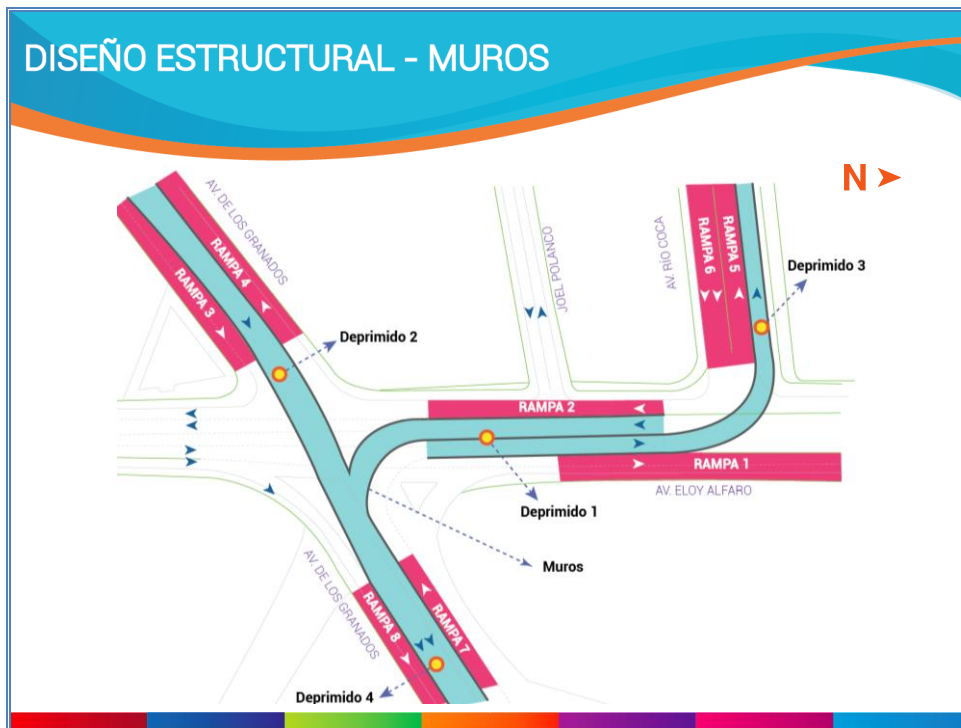 DISEÑO ESTRUCTURAL - MUROS
N
AV. DE LOS GRANADOS
RAMPA 4
RAMPA 3
Deprimido 2
JOEL POLANCO
AV. RÍO COCA
RAMPA 6
RAMPA 5
Deprimido 3
RAMPA 2
RAMPA 1
AV. ELOY ALFARO
Deprimido 1
Muros
AV. DE LOS GRANADOS
RAMPA 8
RAMPA 7
Deprimido 4